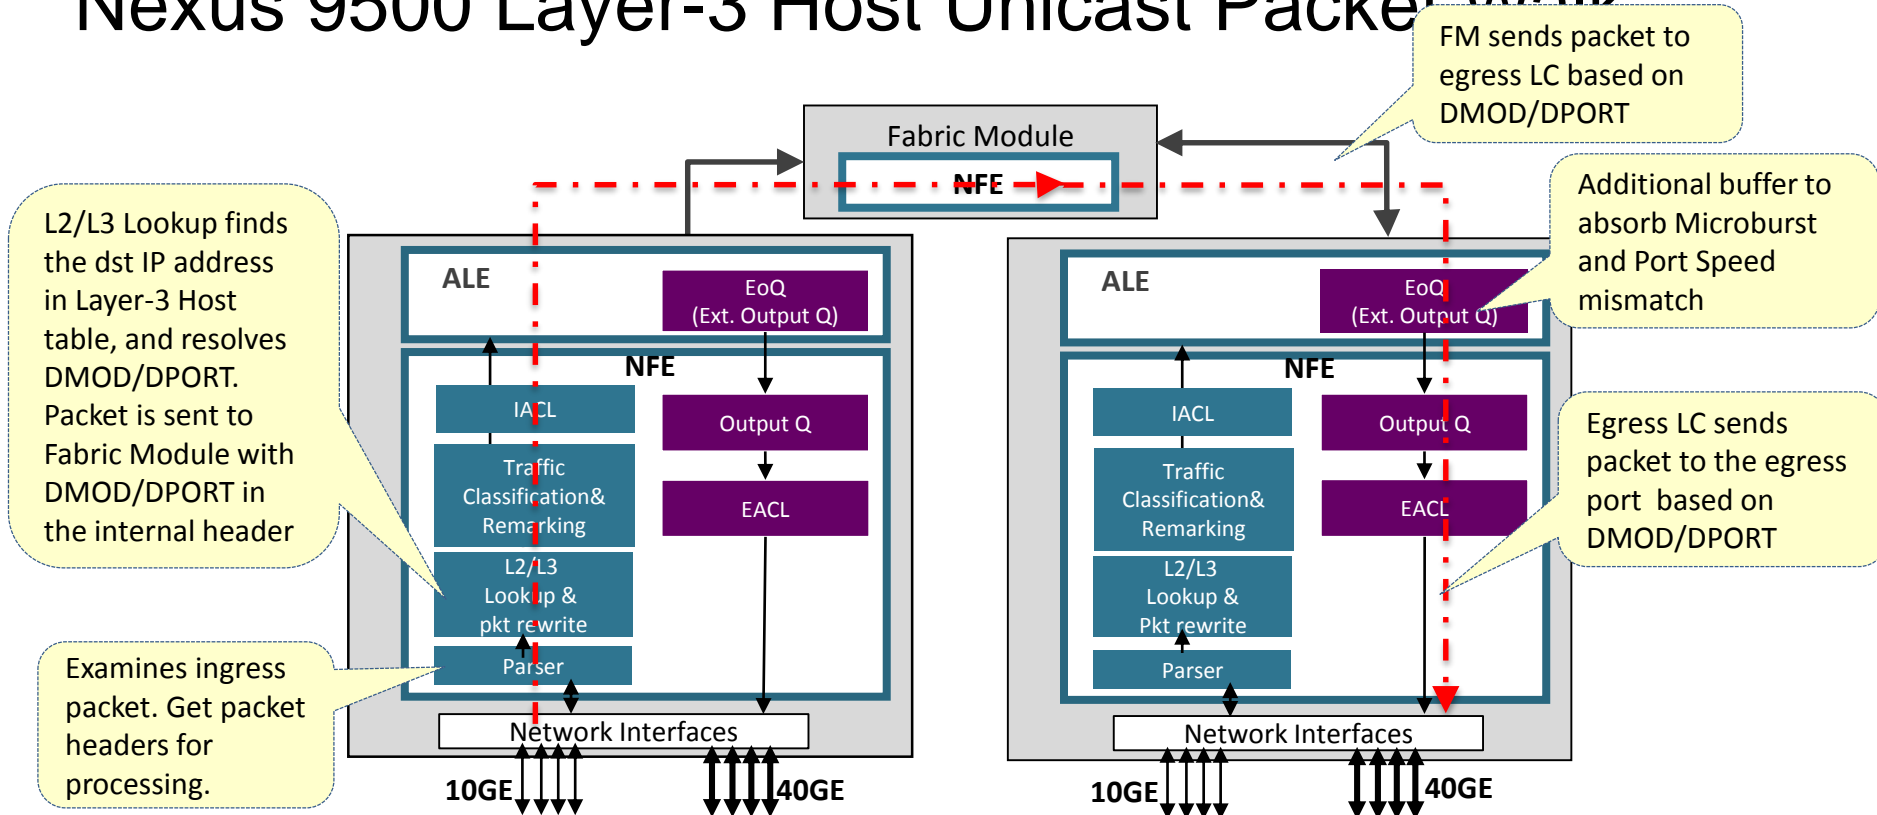 Nexus 9500 Layer-3 Host Unicast Packet Walk
FM sends packet to
egress LC based on
DMOD/DPORT
Fabric Module
NFE
Additional buffer to
absorb Microburst
and Port Speed
mismatch
L2/L3 Lookup finds
the dst IP address
in Layer-3 Host
table, and resolves
DMOD/DPORT.
Packet is sent to
Fabric Module with
DMOD/DPORT in
the internal header
Examines ingress
packet. Get packet
headers for
processing.
ALE
EoQ
(Ext. Output Q)
NFE
IACL
Output Q
Traffic
Classification&
Remarking
EACL
L2/L3
Lookup &
pkt rewrite
Parser
Network Interfaces
10GE
40GE
ALE
EoQ
(Ext. Output Q)
NFE
IACL
Output Q
Traffic
Classification&
Remarking
EACL
L2/L3
Lookup &
Pkt rewrite
Parser
Network Interfaces
10GE
40GE
Egress LC sends
packet to the egress
port based on
DMOD/DPORT